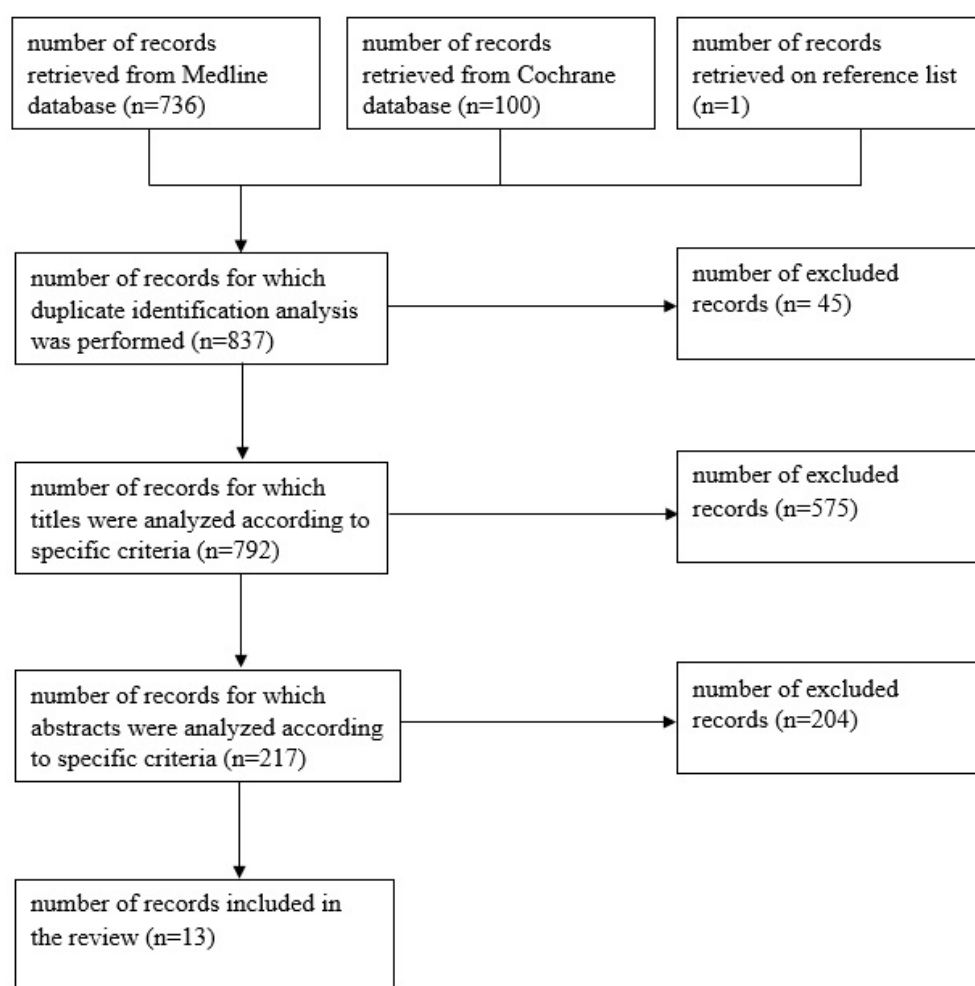 number of records
retrieved from Medline
database (n=736)
number of records
retrieved from Cochrane
database (n=100)
number of records
retrieved on reference list
(n=1)
number of records for which
duplicate identification analysis
was performed (n=837)
number of excluded
records (n= 45)
number of records for which
titles were analyzed according to
specific criteria (n=792)
number of excluded
records (n=575)
number of records for which
abstracts were analyzed according
to specific criteria (n=217)
number of excluded
records (n=204)
number of records included in
the review (n=13)